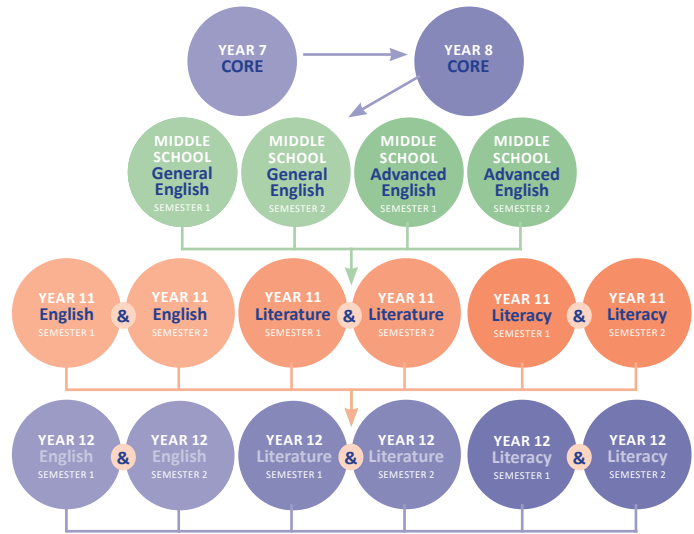 YEAR 7
CORE
YEAR 8
CORE
MIDDLE
SCHOOL
General
English
SEMESTER 1
MIDDLE
SCHOOL
General
English
SEMESTER 2
MIDDLE
SCHOOL
Advanced
English
SEMESTER 1
MIDDLE
SCHOOL
Advanced
English
SEMESTER 2
YEAR 11
English
SEMESTER 1
&
YEAR 11
English
SEMESTER 2
YEAR 11
Literature
SEMESTER 1
&
YEAR 11
Literature
SEMESTER 2
YEAR 11
Literacy
SEMESTER 1
&
YEAR 11
Literacy
SEMESTER 2
YEAR 12
English
SEMESTER 1
&
YEAR 12
English
SEMESTER 2
YEAR 12
Literature
SEMESTER 1
&
YEAR 12
Literature
SEMESTER 2
YEAR 12
Literacy
SEMESTER 1
&
YEAR 12
Literacy
SEMESTER 2